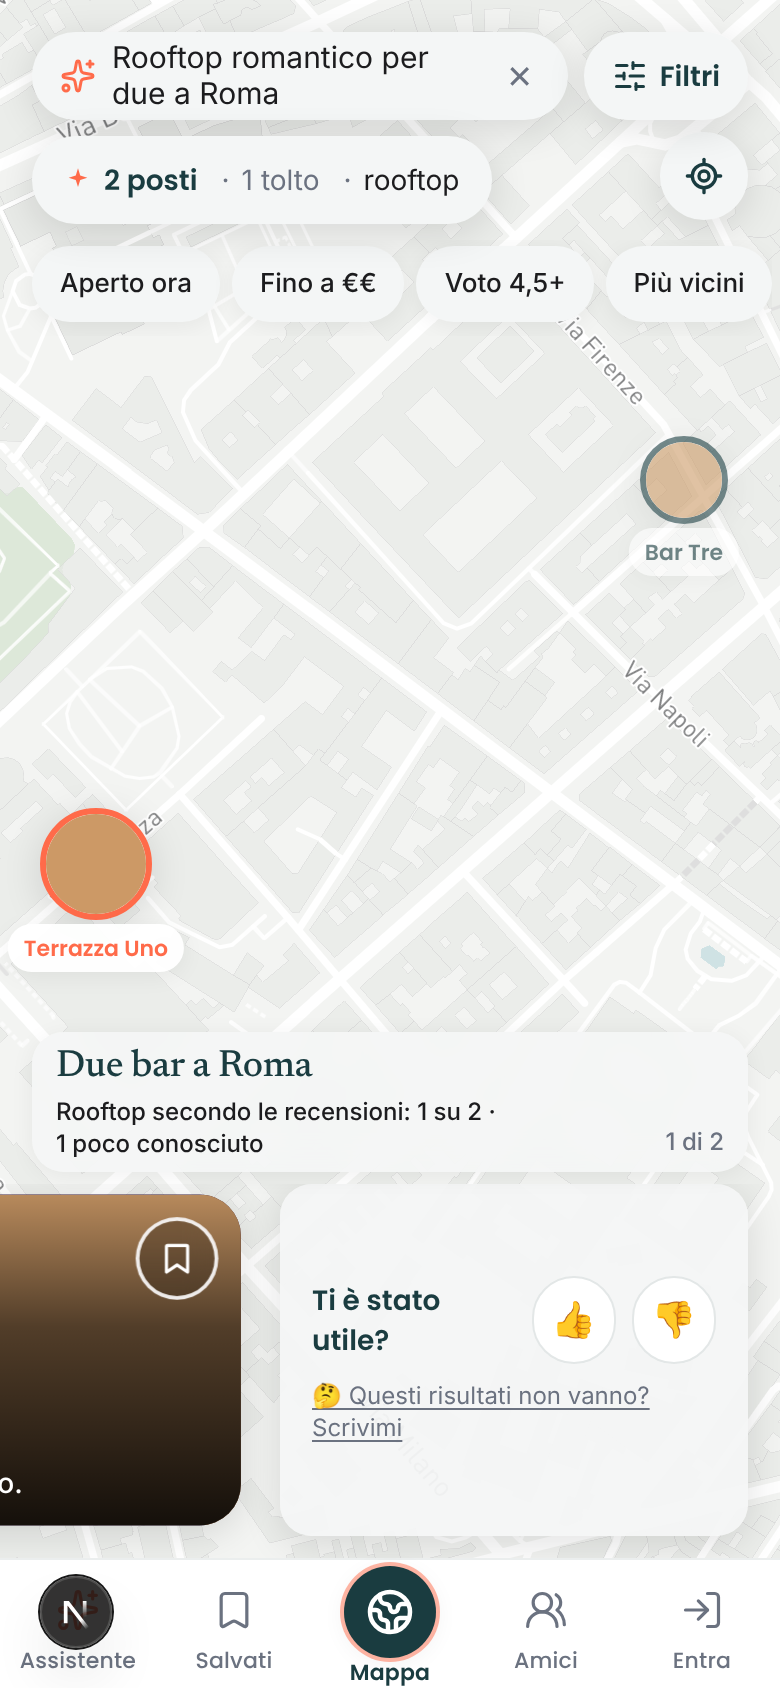 Rooftop romantico per
due a Roma
Filtri
2 posti · 1 tolto · rooftop
Aperto ora
Fino a €€
Voto 4,5+
Più vicini
Via Firenze
Bar Tre
Via Napoli
za
Terrazza Uno
Due bar a Roma
Rooftop secondo le recensioni: 1 su 2 ·
1 poco conosciuto
1 di 2
Ti è stato
utile?
👍 👎
🤔 Questi risultati non vanno?
Scrivimi
Milano
o.
N
Assistente
Salvati
Mappa
Amici
Entra